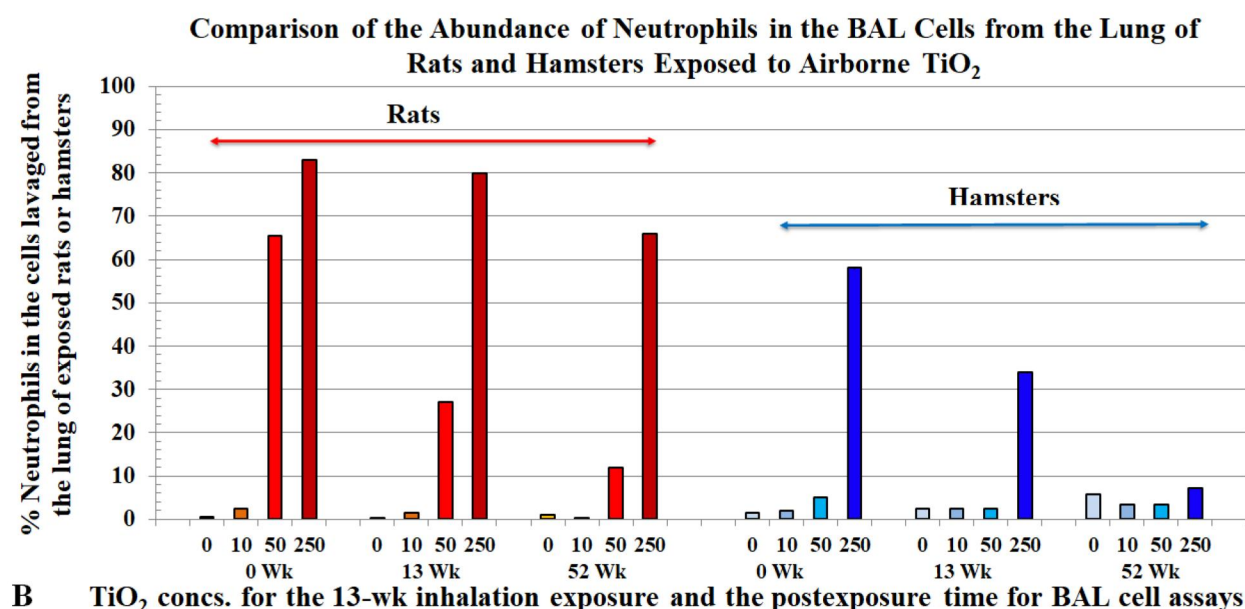 Comparison of the Abundance of Neutrophils in the BAL Cells from the Lung of
Rats and Hamsters Exposed to Airborne TiO₂
% Neutrophils in the cells lavaged from
the lung of exposed rats or hamsters
100
90
80
70
60
50
40
30
20
10
0
Rats
Hamsters
0 10 50 250 0 10 50 250 0 10 50 250 0 10 50 250 0 10 50 250 0 10 50 250
0 Wk 13 Wk 52 Wk 0 Wk 13 Wk 52 Wk
B TiO₂ concs. for the 13-wk inhalation exposure and the postexposure time for BAL cell assays